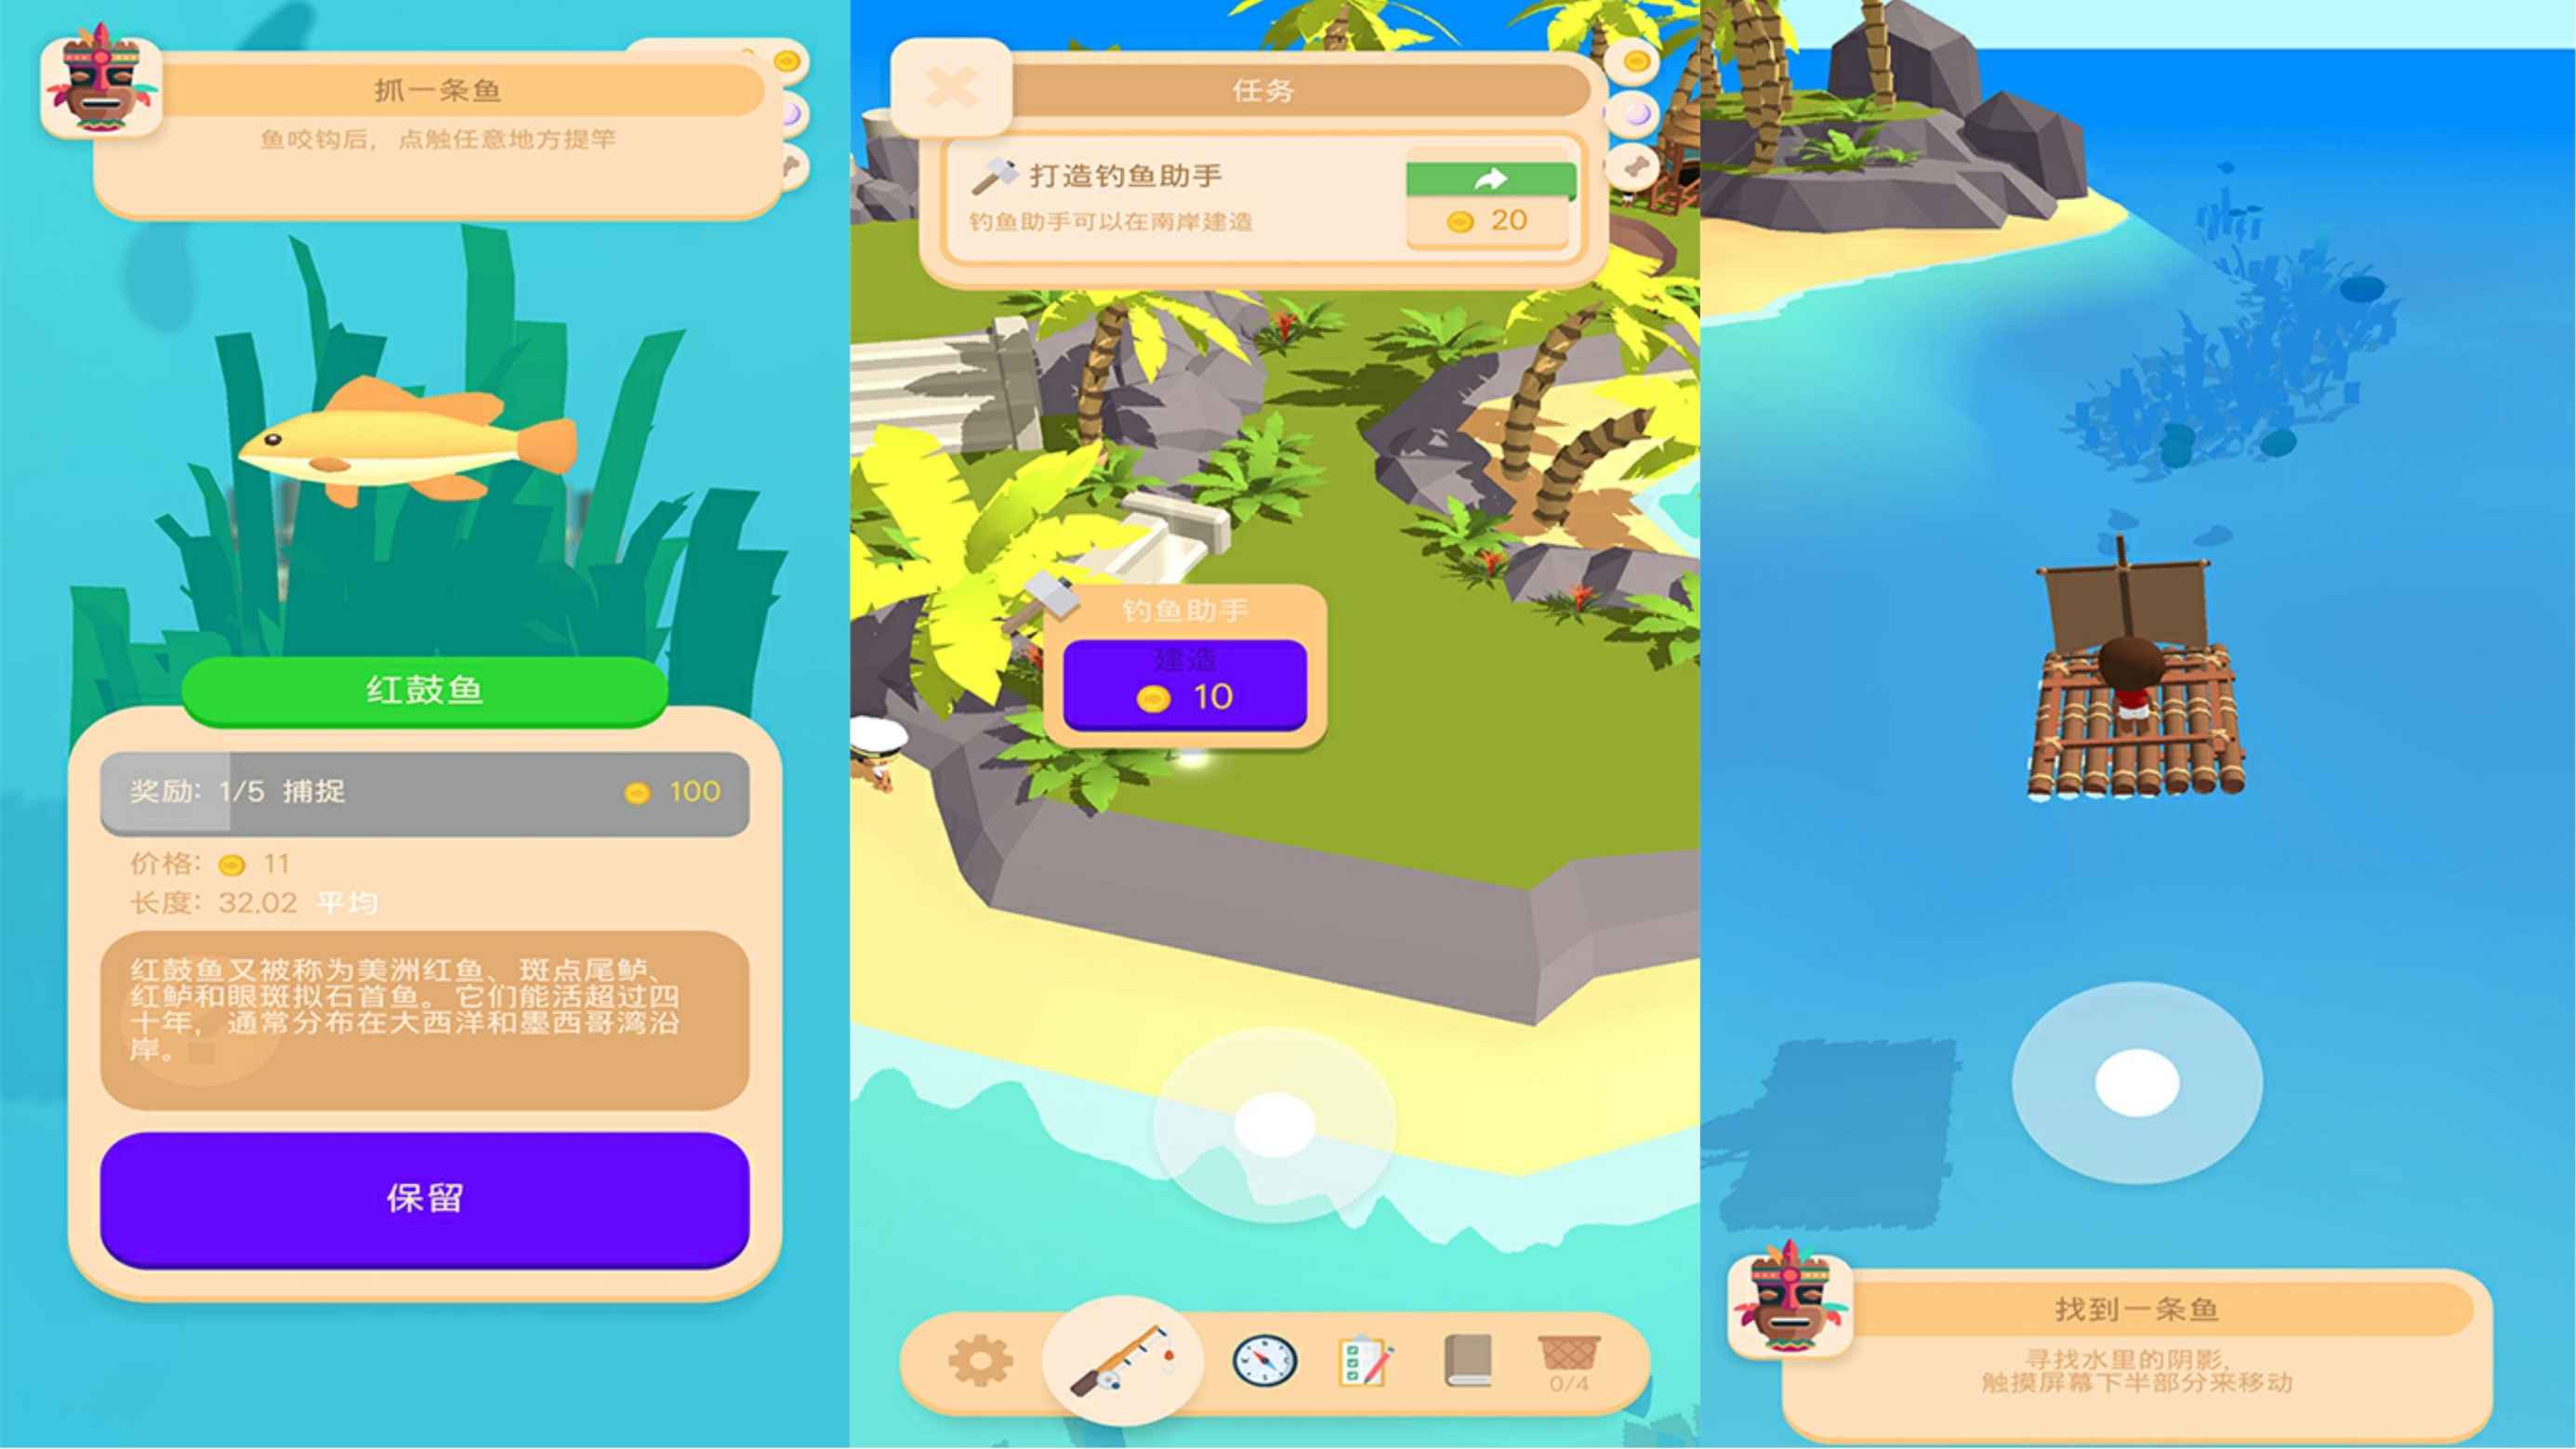 抓一条鱼
鱼咬钩后，点触任意地方提竿
红鼓鱼
奖励: 1/5 捕捉 100
价格: 11
长度: 32.02 平均
红鼓鱼又被称为美洲红鱼、斑点尾鲈、
红鲈和眼斑拟石首鱼。它们能活超过四
十年，通常分布在大西洋和墨西哥湾沿
岸。
保留
任务
打造钓鱼助手
钓鱼助手可以在南岸建造
20
钓鱼助手
建造
10
0/4
找到一条鱼
寻找水里的阴影，
触摸屏幕下半部分来移动